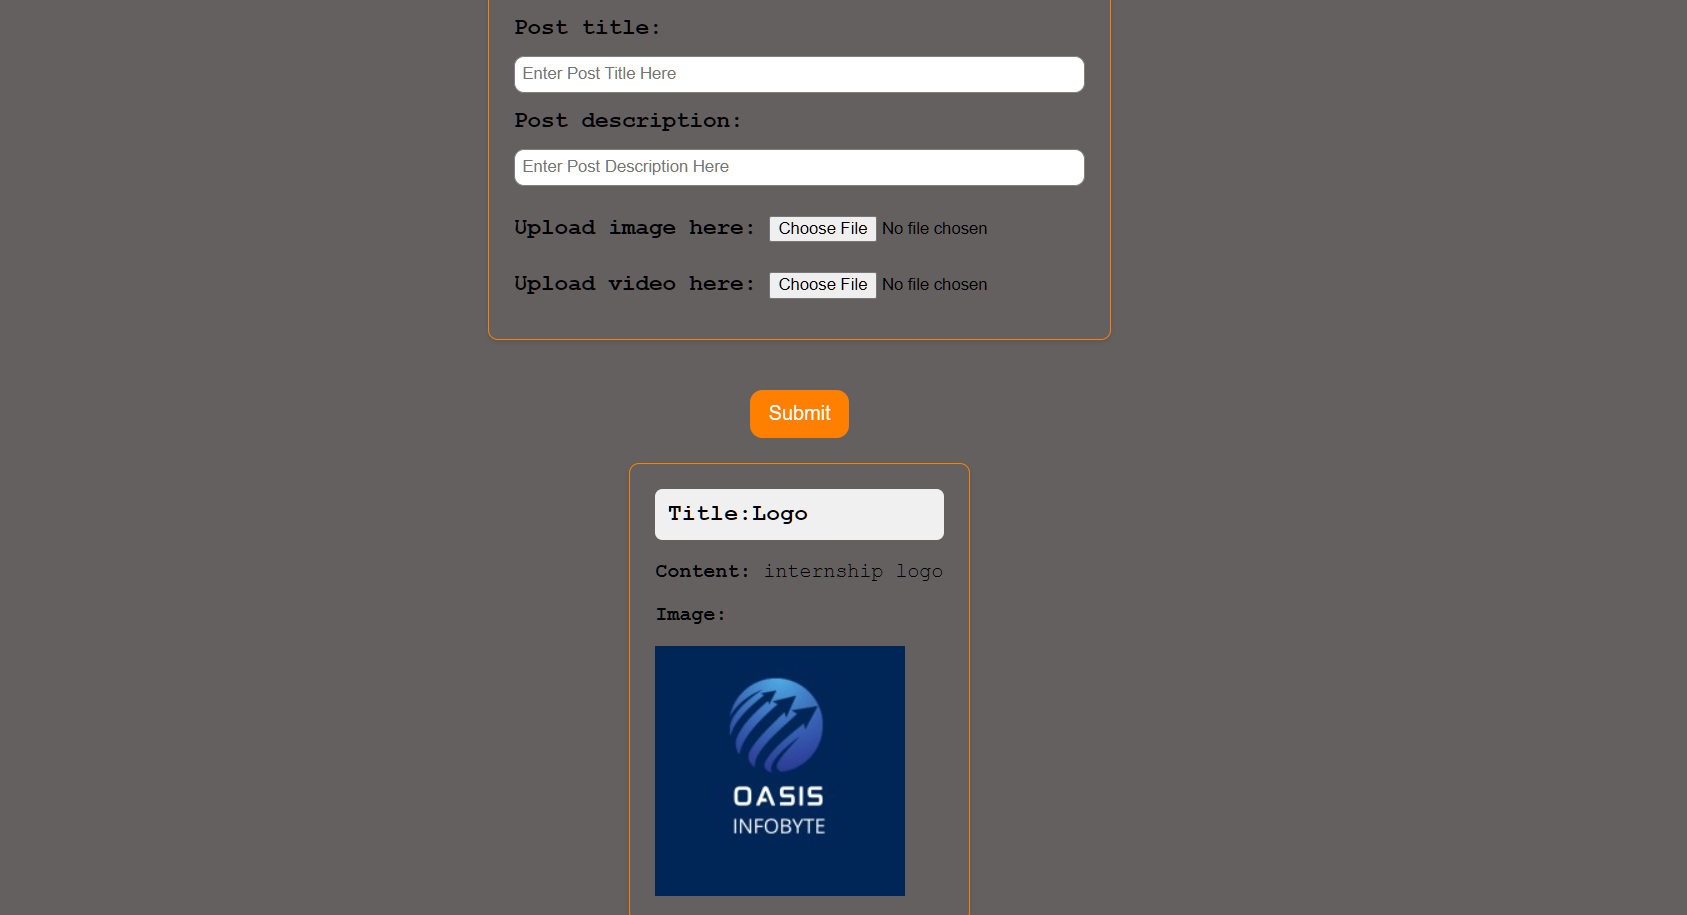 Post title:
Enter Post Title Here
Post description:
Enter Post Description Here
Upload image here: Choose File No file chosen
Upload video here: Choose File No file chosen
Submit
Title:Logo
Content: internship logo
Image:
OASIS
INFOBYTE